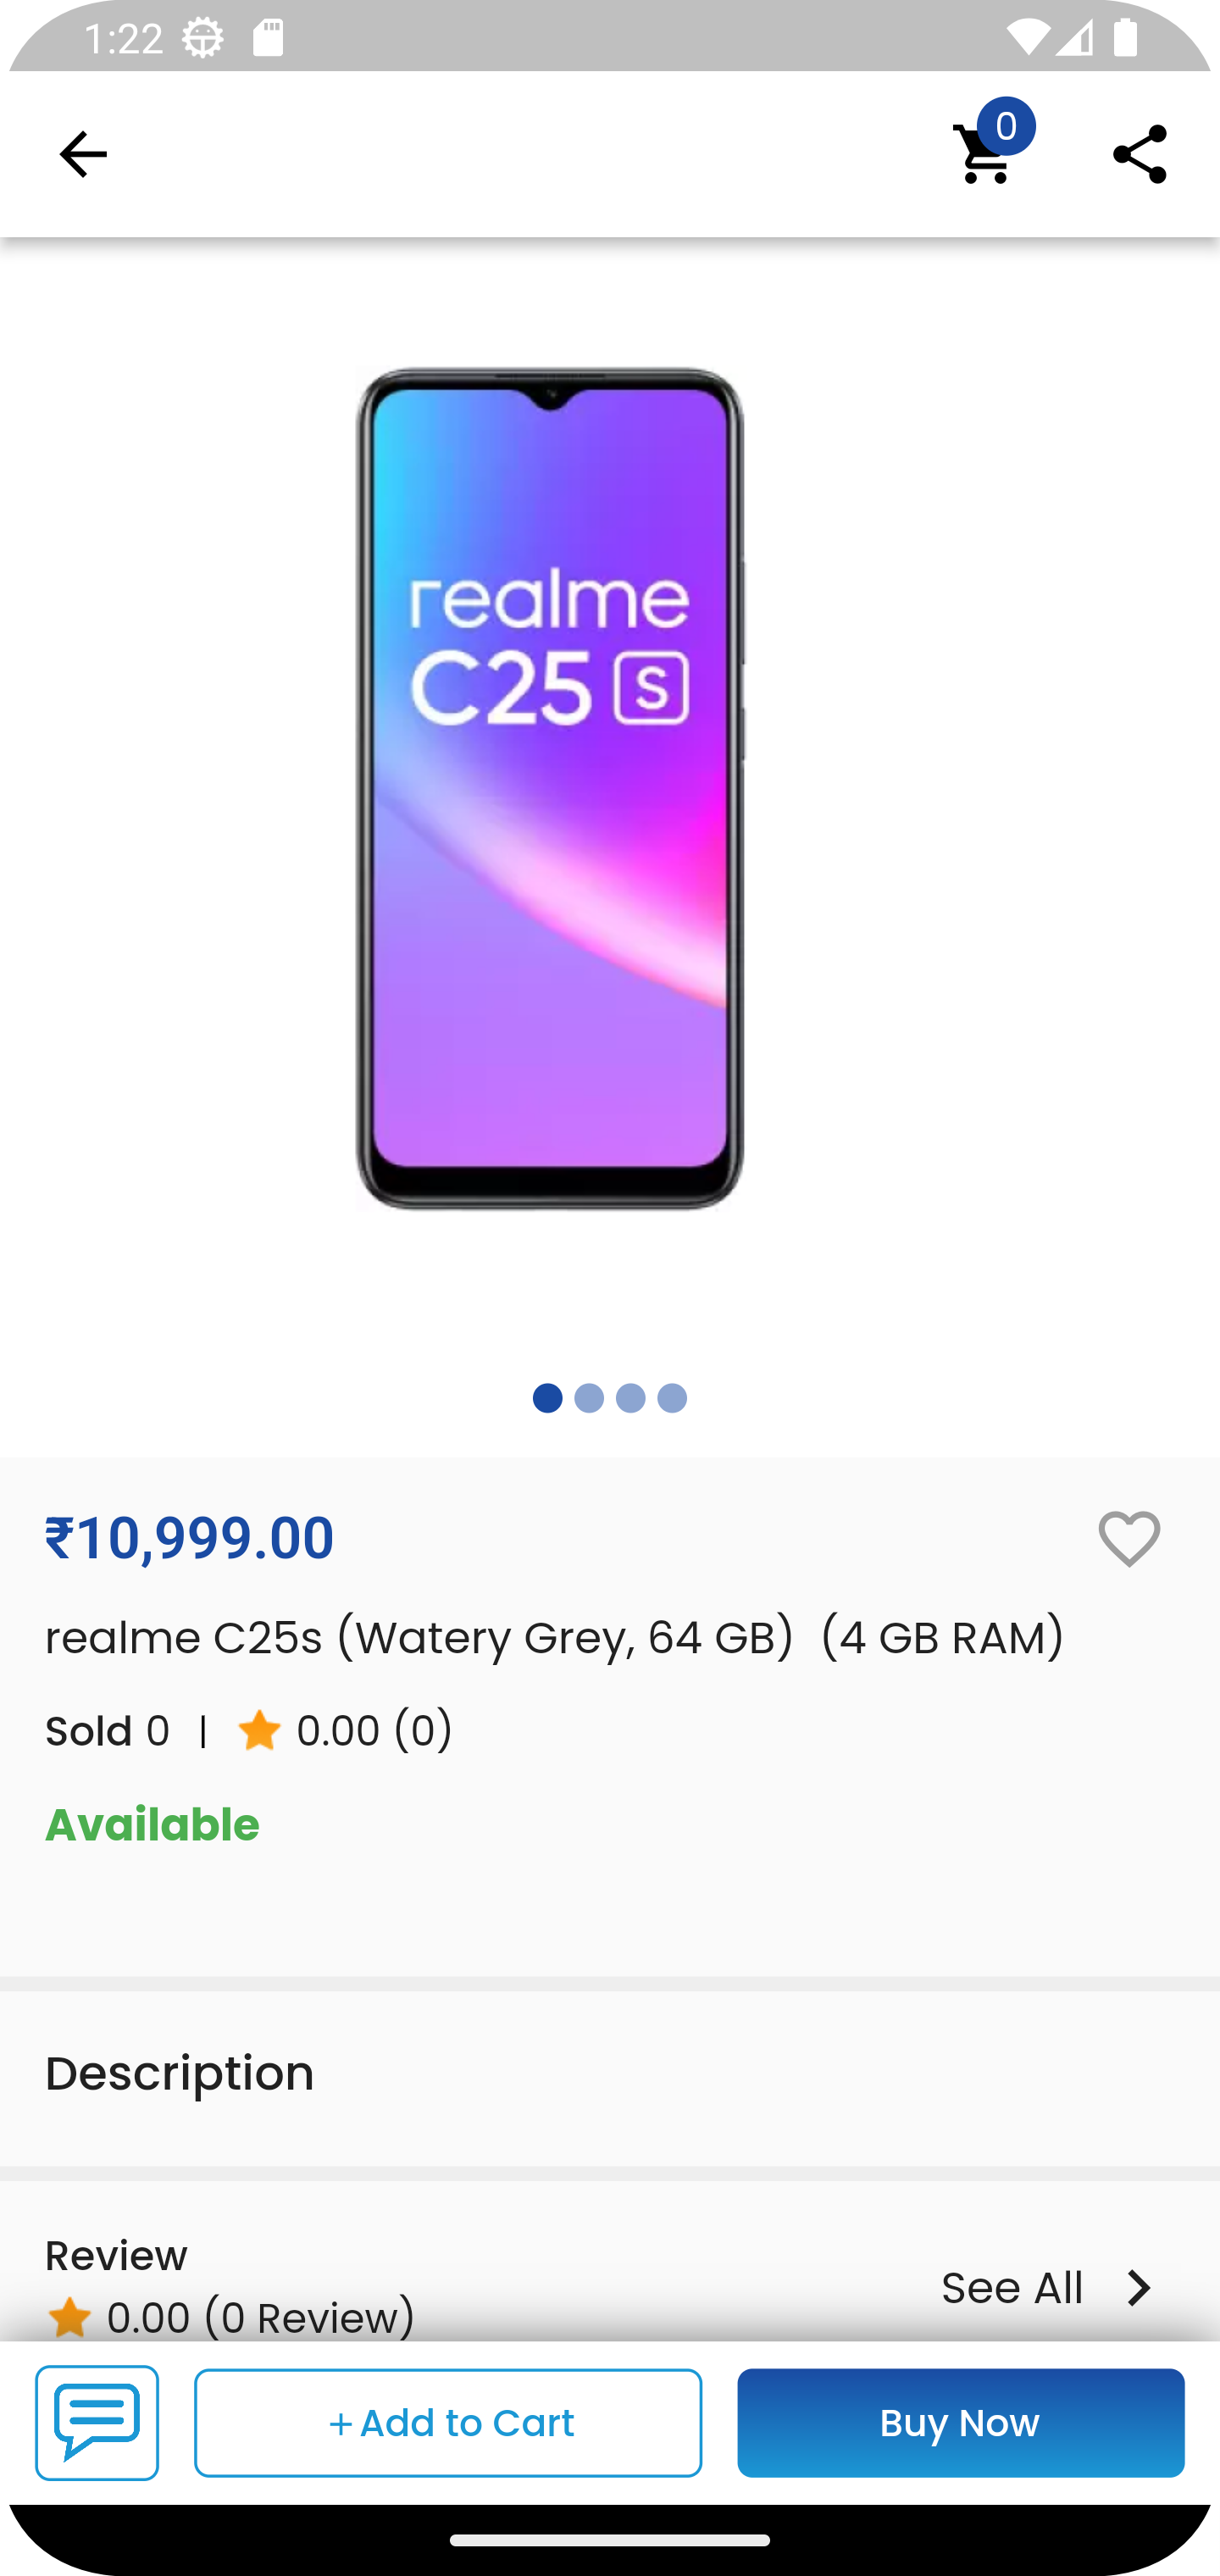 1:22
0
realme
C25 S
₹10,999.00
realme C25s (Watery Grey, 64 GB)  (4 GB RAM)
Sold 0 | 0.00 (0)
Available
Description
Review
See All
0.00 (0 Review)
+Add to Cart
Buy Now